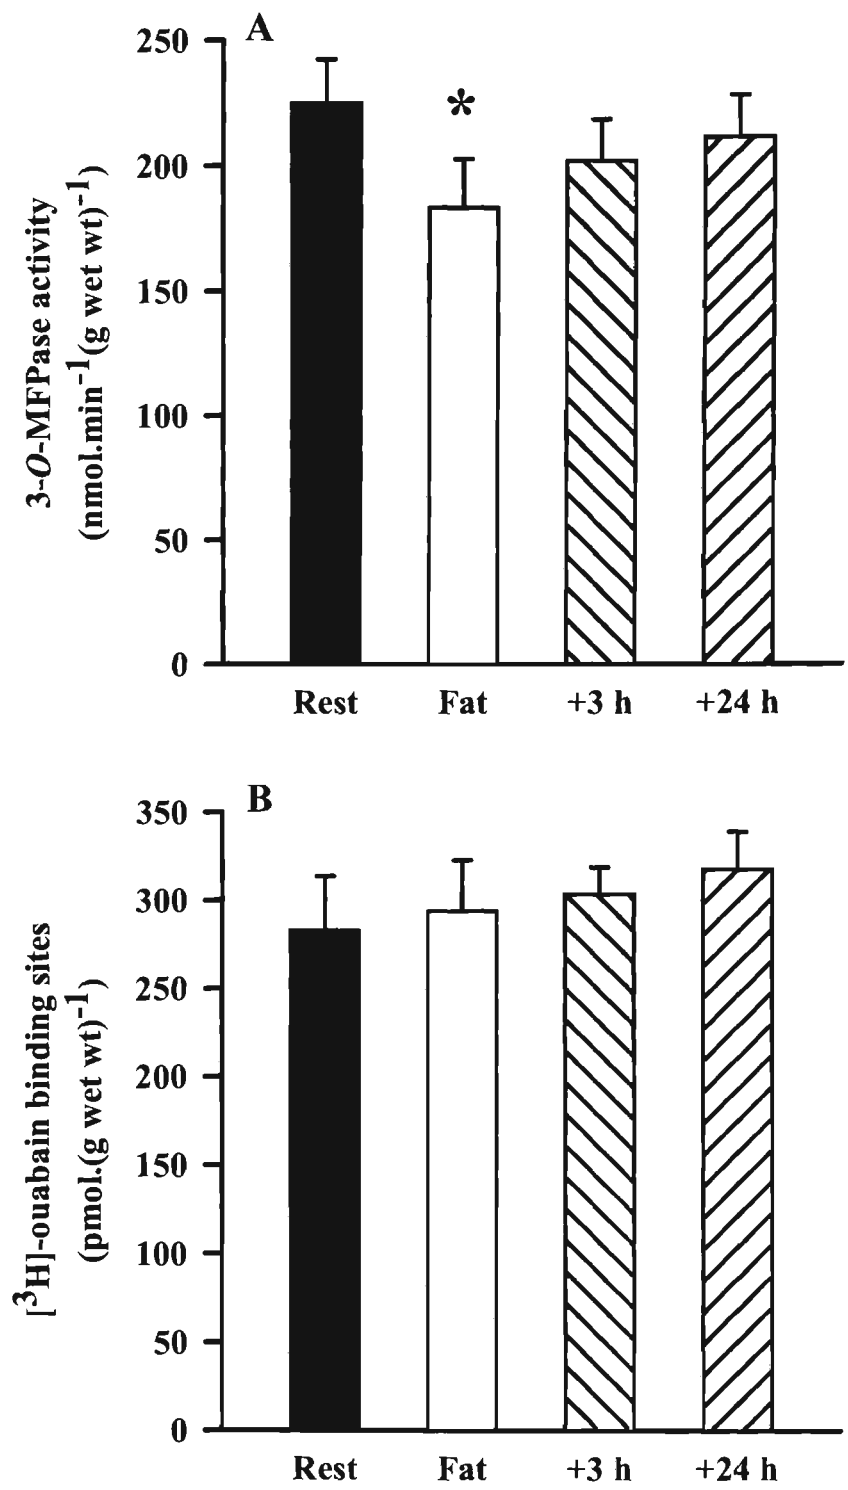 A
250
200
150
100
50
0
3-O-MFPase activity
(nmol.min⁻¹(g wet wt)⁻¹)
*
Rest Fat +3 h +24 h
B
350
300
250
200
150
100
50
0
[³H]-ouabain binding sites
(pmol.(g wet wt)⁻¹)
Rest Fat +3 h +24 h